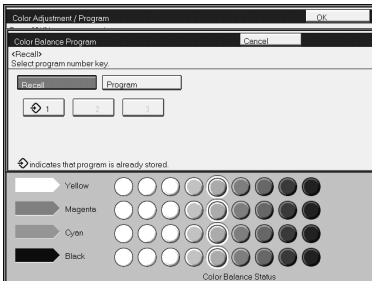 Color Adjustment / Program
OK
Color Balance Program
Cancel
<Recall>
Select program number key.
Recall
Program
1
2
3
indicates that program is already stored.
Yellow
Magenta
Cyan
Black
Color Balance Status